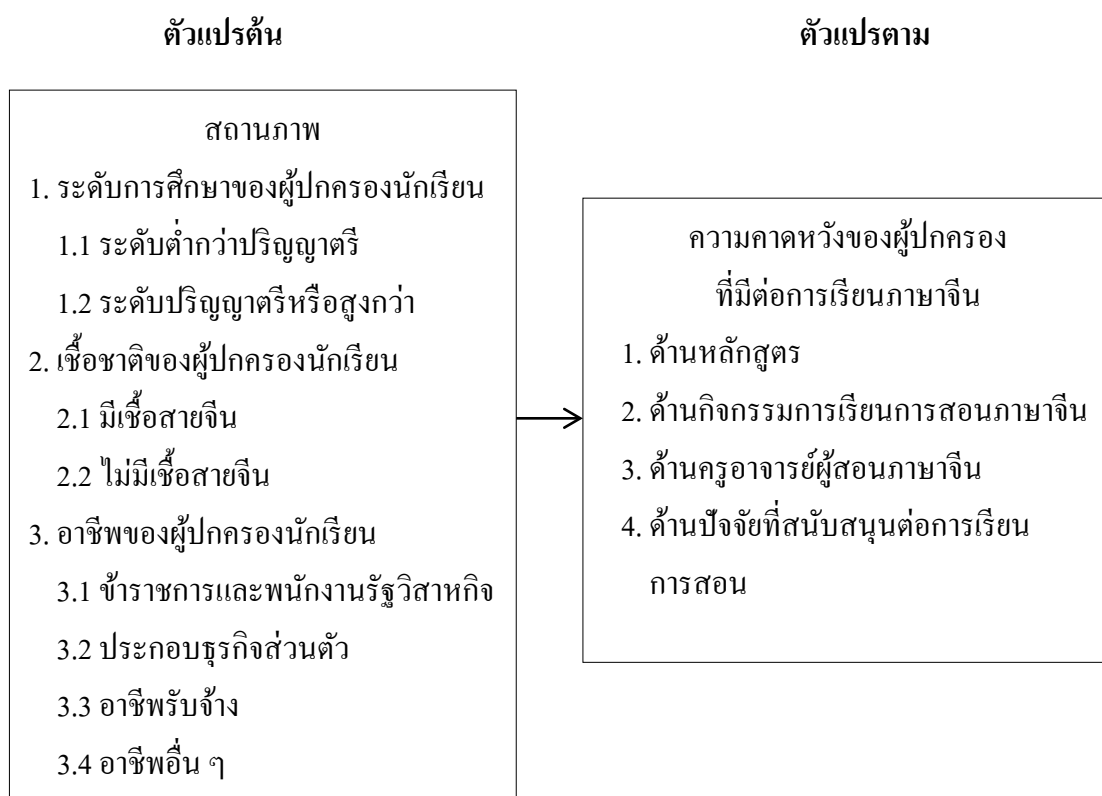 ตัวแปรต้น
ตัวแปรตาม
สถานภาพ
1. ระดับการศึกษาของผู้ปกครองนักเรียน
1.1 ระดับต่ำกว่าปริญญาตรี
1.2 ระดับปริญญาตรีหรือสูงกว่า
2. เชื้อชาติของผู้ปกครองนักเรียน
2.1 มีเชื้อสายจีน
2.2 ไม่มีเชื้อสายจีน
3. อาชีพของผู้ปกครองนักเรียน
3.1 ข้าราชการและพนักงานรัฐวิสาหกิจ
3.2 ประกอบธุรกิจส่วนตัว
3.3 อาชีพรับจ้าง
3.4 อาชีพอื่น ๆ
ความคาดหวังของผู้ปกครอง
ที่มีต่อการเรียนภาษาจีน
1. ด้านหลักสูตร
2. ด้านกิจกรรมการเรียนการสอนภาษาจีน
3. ด้านครูอาจารย์ผู้สอนภาษาจีน
4. ด้านปัจจัยที่สนับสนุนต่อการเรียน
การสอน